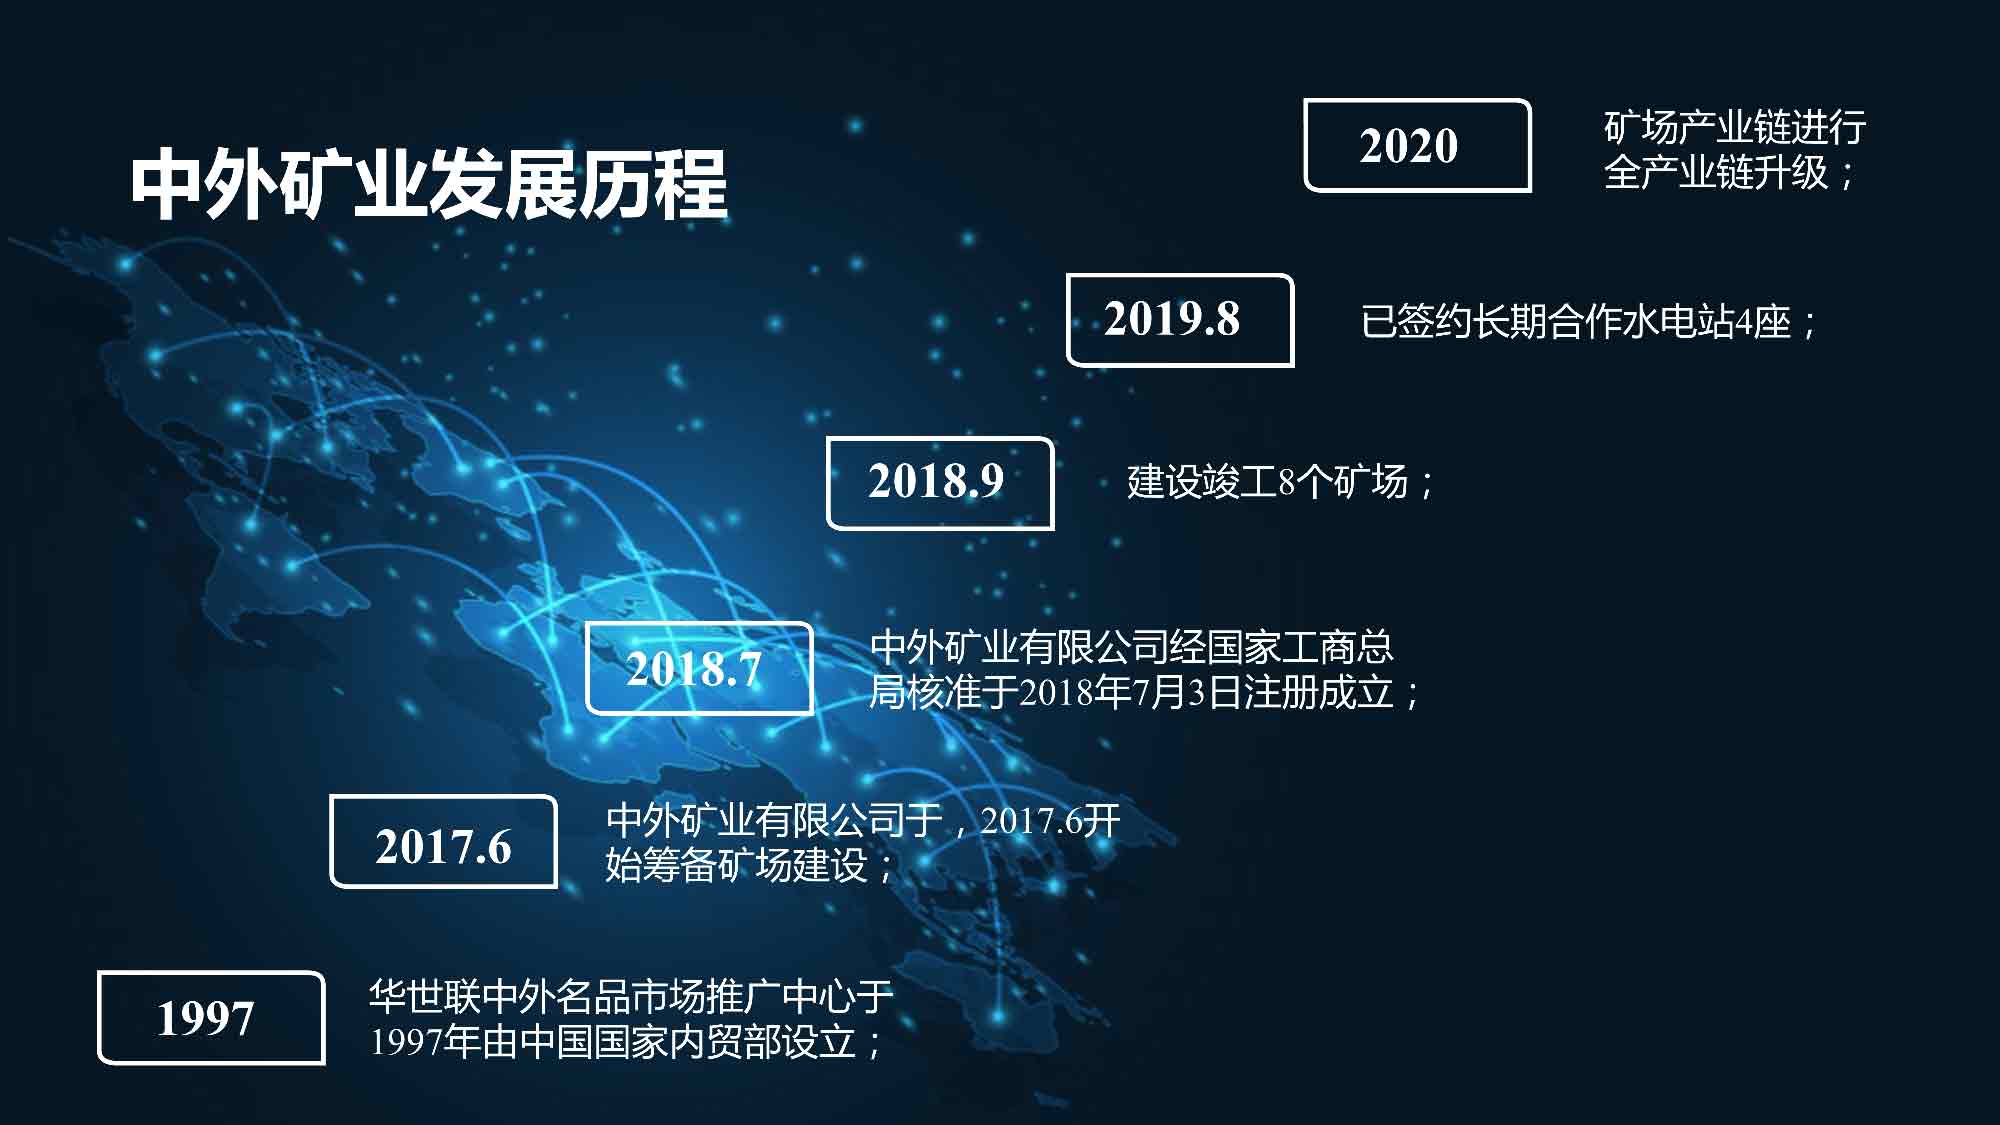 中外矿业发展历程
2020
矿场产业链进行
全产业链升级；
2019.8
已签约长期合作水电站4座；
2018.9
建设竣工8个矿场；
2018.7
中外矿业有限公司经国家工商总
局核准于2018年7月3日注册成立；
2017.6
中外矿业有限公司于，2017.6开
始筹备矿场建设；
1997
华世联中外名品市场推广中心于
1997年由中国国家内贸部设立；